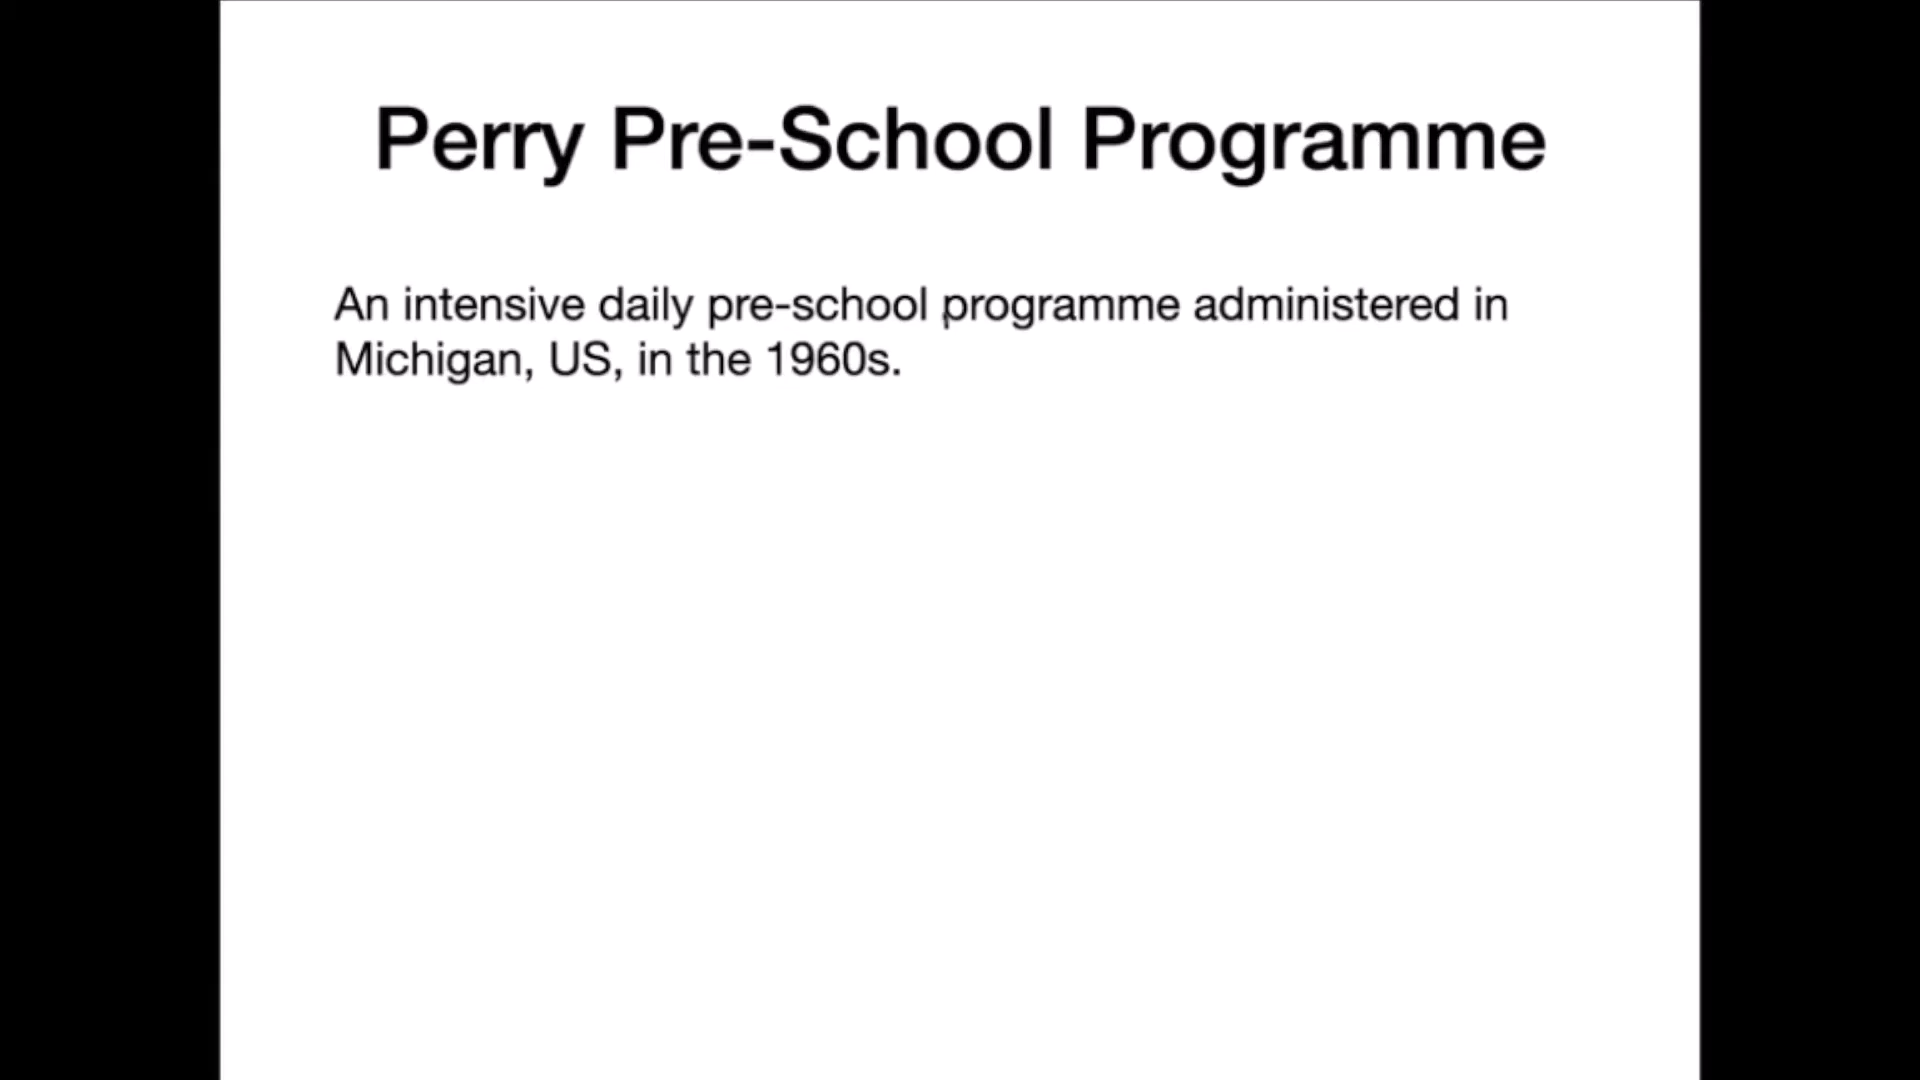 Perry Pre-School Programme
An intensive daily pre-school programme administered in
Michigan, US, in the 1960s.